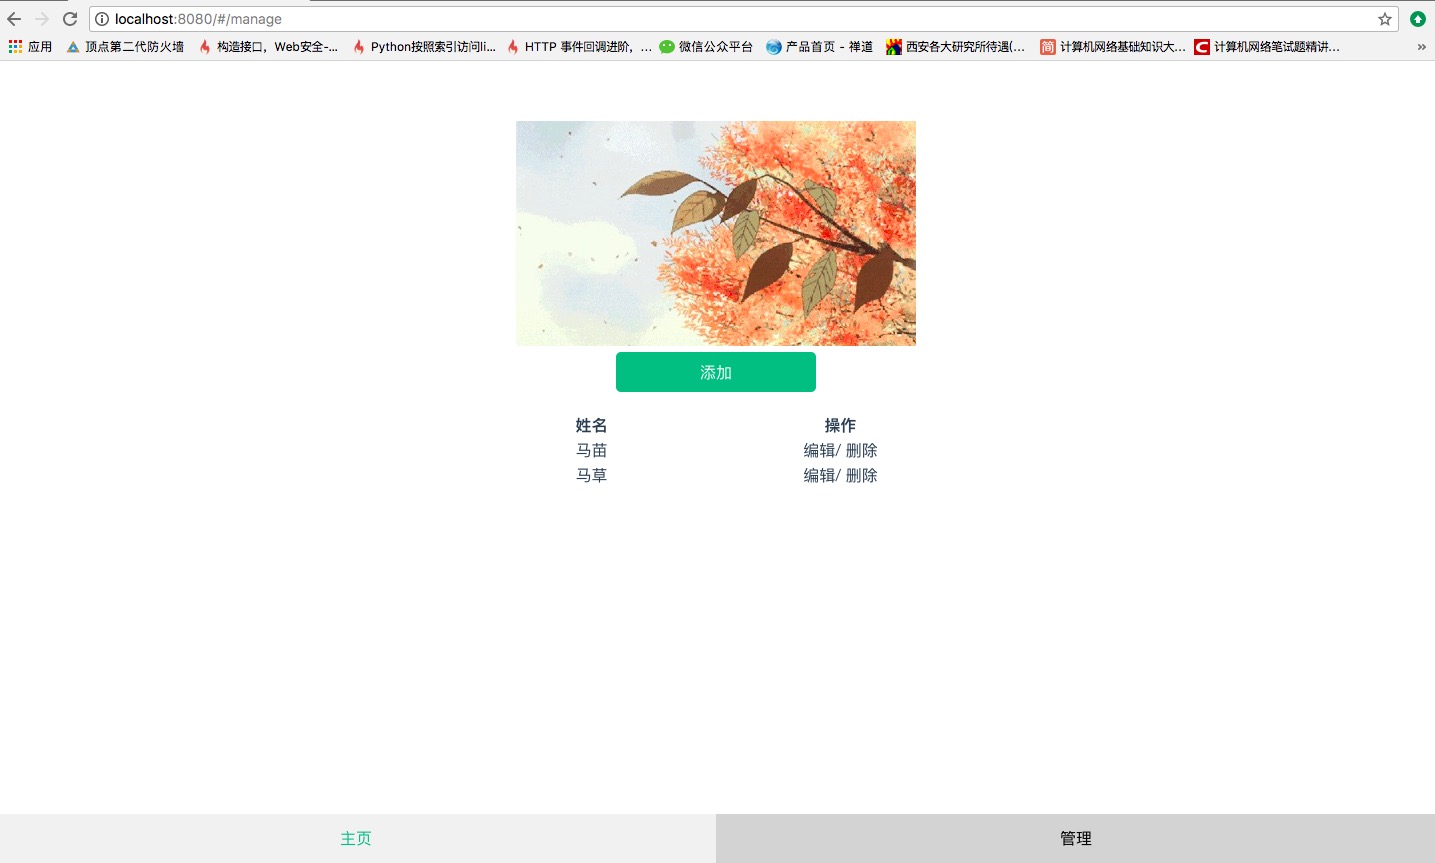 localhost:8080/#/manage
应用 顶点第二代防火墙 构造接口，Web安全-... Python按照索引访问li... HTTP 事件回调进阶，... 微信公众平台 产品首页 - 禅道 西安各大研究所待遇(... 简 计算机网络基础知识大... C 计算机网络笔试题精讲... »
添加
姓名 操作
马苗 编辑/ 删除
马草 编辑/ 删除
主页 管理